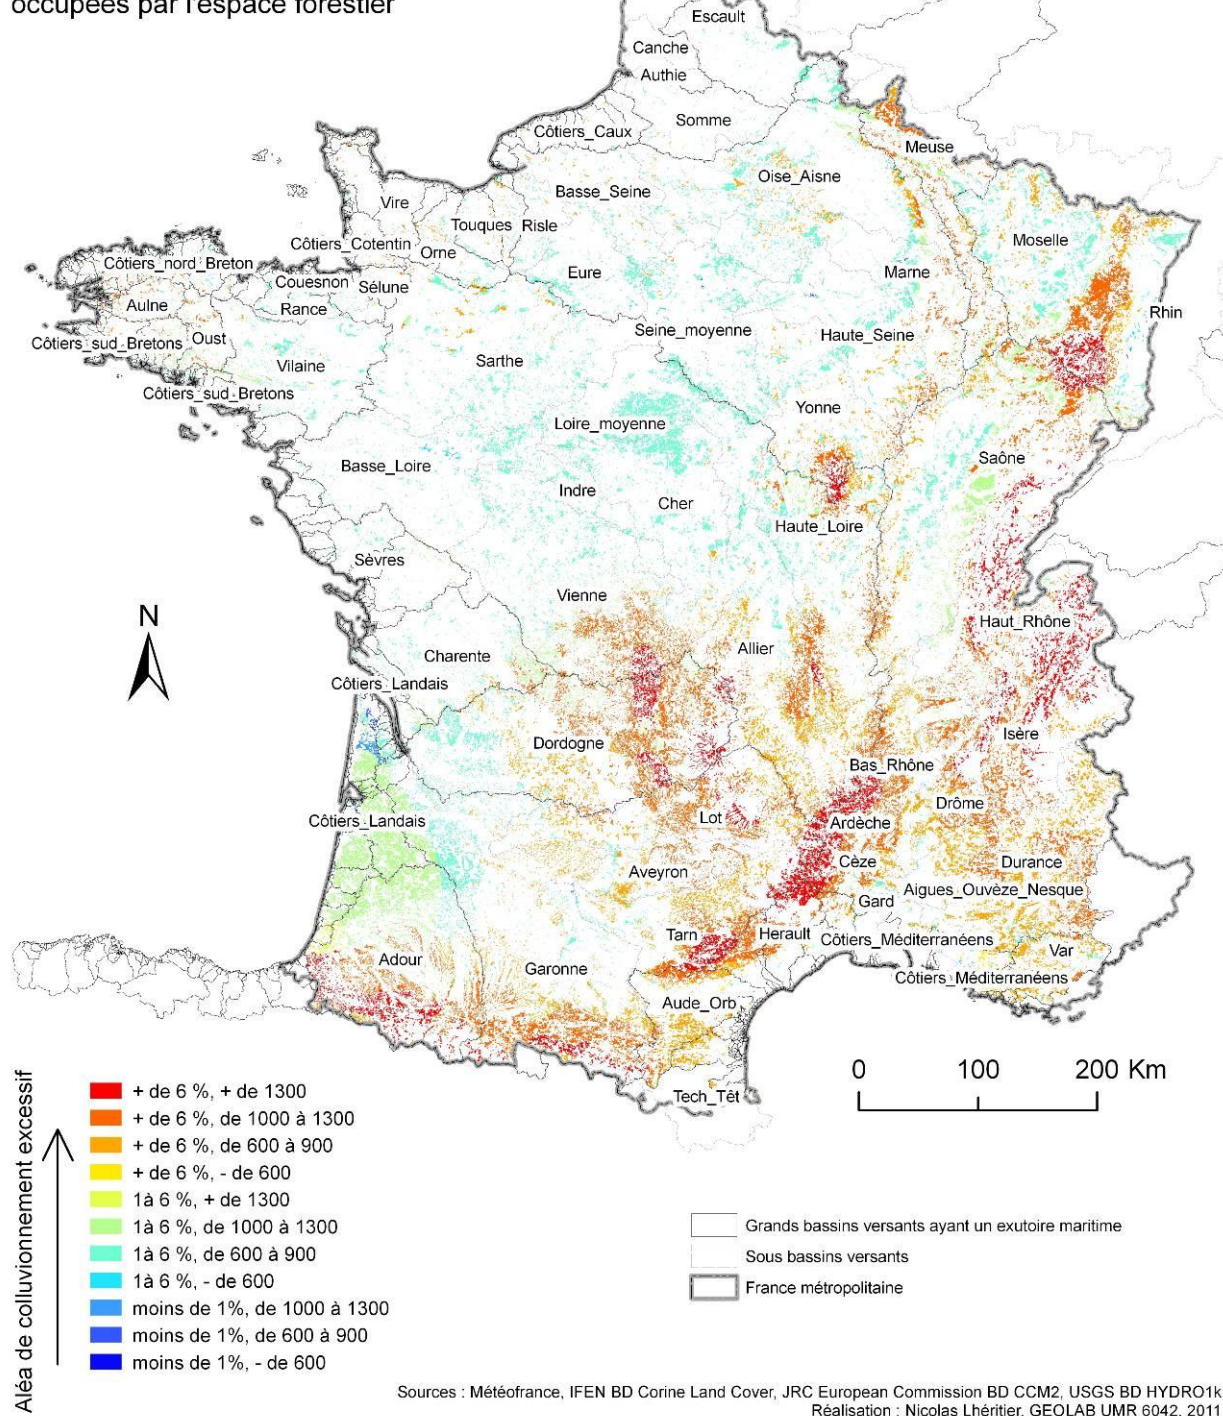 occupées par l'espace forestier
Escault
Canche
Authie
Somme
Côtiers_Caux
Meuse
Oise_Aisne
Basse_Seine
Vire
Touques
Risle
Côtiers_Cotentin
Orne
Moselle
Côtiers_nord_Breton
Couesnon
Sélune
Eure
Marne
Aulne
Rance
Rhin
Côtiers_sud_Bretons
Oust
Seine_moyenne
Haute_Seine
Vilaine
Sarthe
Côtiers_sud_Bretons
Yonne
Loire_moyenne
Basse_Loire
Saône
Indre
Cher
Haute_Loire
Sèvres
Vienne
N
Haut_Rhône
Charente
Allier
Côtiers_Landais
Isère
Dordogne
Bas_Rhône
Drôme
Lot
Ardèche
Côtiers_Landais
Cèze
Durance
Aveyron
Aigues_Ouvèze_Nesque
Gard
Tarn
Herault
Côtiers_Méditerranéens
Var
Adour
Garonne
Côtiers_Méditerranéens
Aude_Orb
Tech_Têt
0 100 200 Km
Aléa de colluvionnement excessif
+ de 6 %, + de 1300
+ de 6 %, de 1000 à 1300
+ de 6 %, de 600 à 900
+ de 6 %, - de 600
1à 6 %, + de 1300
1à 6 %, de 1000 à 1300
1à 6 %, de 600 à 900
1à 6 %, - de 600
moins de 1%, de 1000 à 1300
moins de 1%, de 600 à 900
moins de 1%, - de 600
Grands bassins versants ayant un exutoire maritime
Sous bassins versants
France métropolitaine
Sources : Météofrance, IFEN BD Corine Land Cover, JRC European Commission BD CCM2, USGS BD HYDRO1k
Réalisation : Nicolas Lhéritier, GEOLAB UMR 6042, 2011